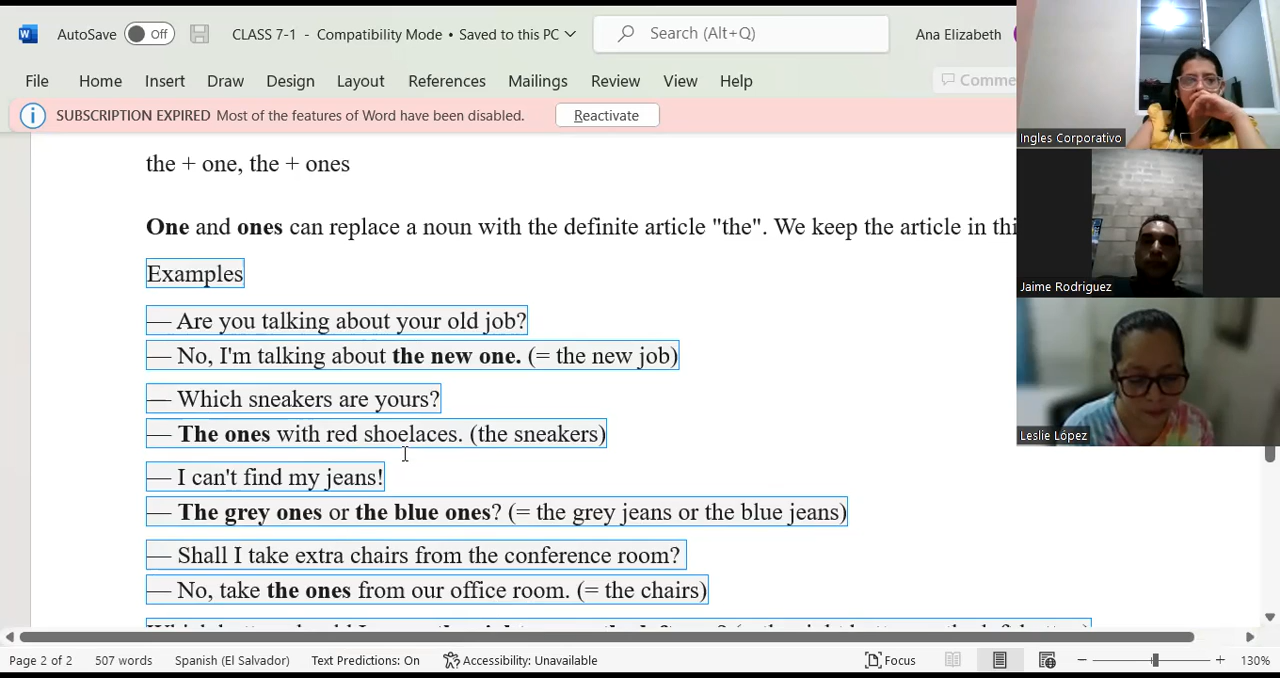 AutoSave Off CLASS 7-1 - Compatibility Mode • Saved to this PC Search (Alt+Q) Ana Elizabeth
File Home Insert Draw Design Layout References Mailings Review View Help
SUBSCRIPTION EXPIRED Most of the features of Word have been disabled. Reactivate
the + one, the + ones
One and ones can replace a noun with the definite article "the". We keep the article in
Examples
— Are you talking about your old job?
— No, I'm talking about the new one. (= the new job)
— Which sneakers are yours?
— The ones with red shoelaces. (the sneakers)
— I can't find my jeans!
— The grey ones or the blue ones? (= the grey jeans or the blue jeans)
— Shall I take extra chairs from the conference room?
— No, take the ones from our office room. (= the chairs)
Page 2 of 2 507 words Spanish (El Salvador) Text Predictions: On Accessibility: Unavailable Focus 130%
Ingles Corporativo
Jaime Rodriguez
Leslie López